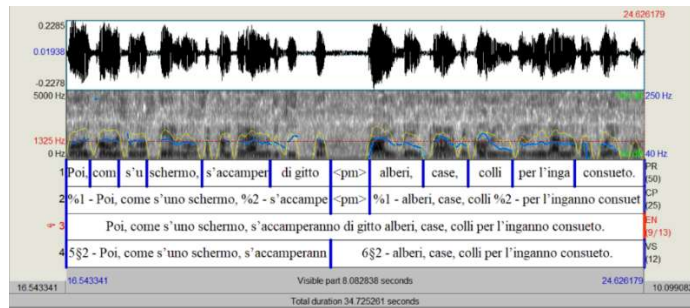 24.626179
0.2285
0.01938
-0.2278
5000 Hz 250 Hz
1325 Hz
0 Hz 40 Hz
1 Poi, com s'u schermo, s'accamper di gitto <pm> alberi, case, colli per l'inga consueto. PR (50)
2 %1 - Poi, come s'uno schermo, %2 - s'accampe <pm> %1 - alberi, case, colli %2 - per l'inganno consuet CP (25)
3 Poi, come s'uno schermo, s'accamperanno di gitto alberi, case, colli per l'inganno consueto. EN (9/13)
4 5§2 - Poi, come s'uno schermo, s'accamperann 6§2 - alberi, case, colli per l'inganno consueto. VS (12)
16.543341 16.543341 Visible part 8.082838 seconds 24.626179 10.099082
Total duration 34.725261 seconds